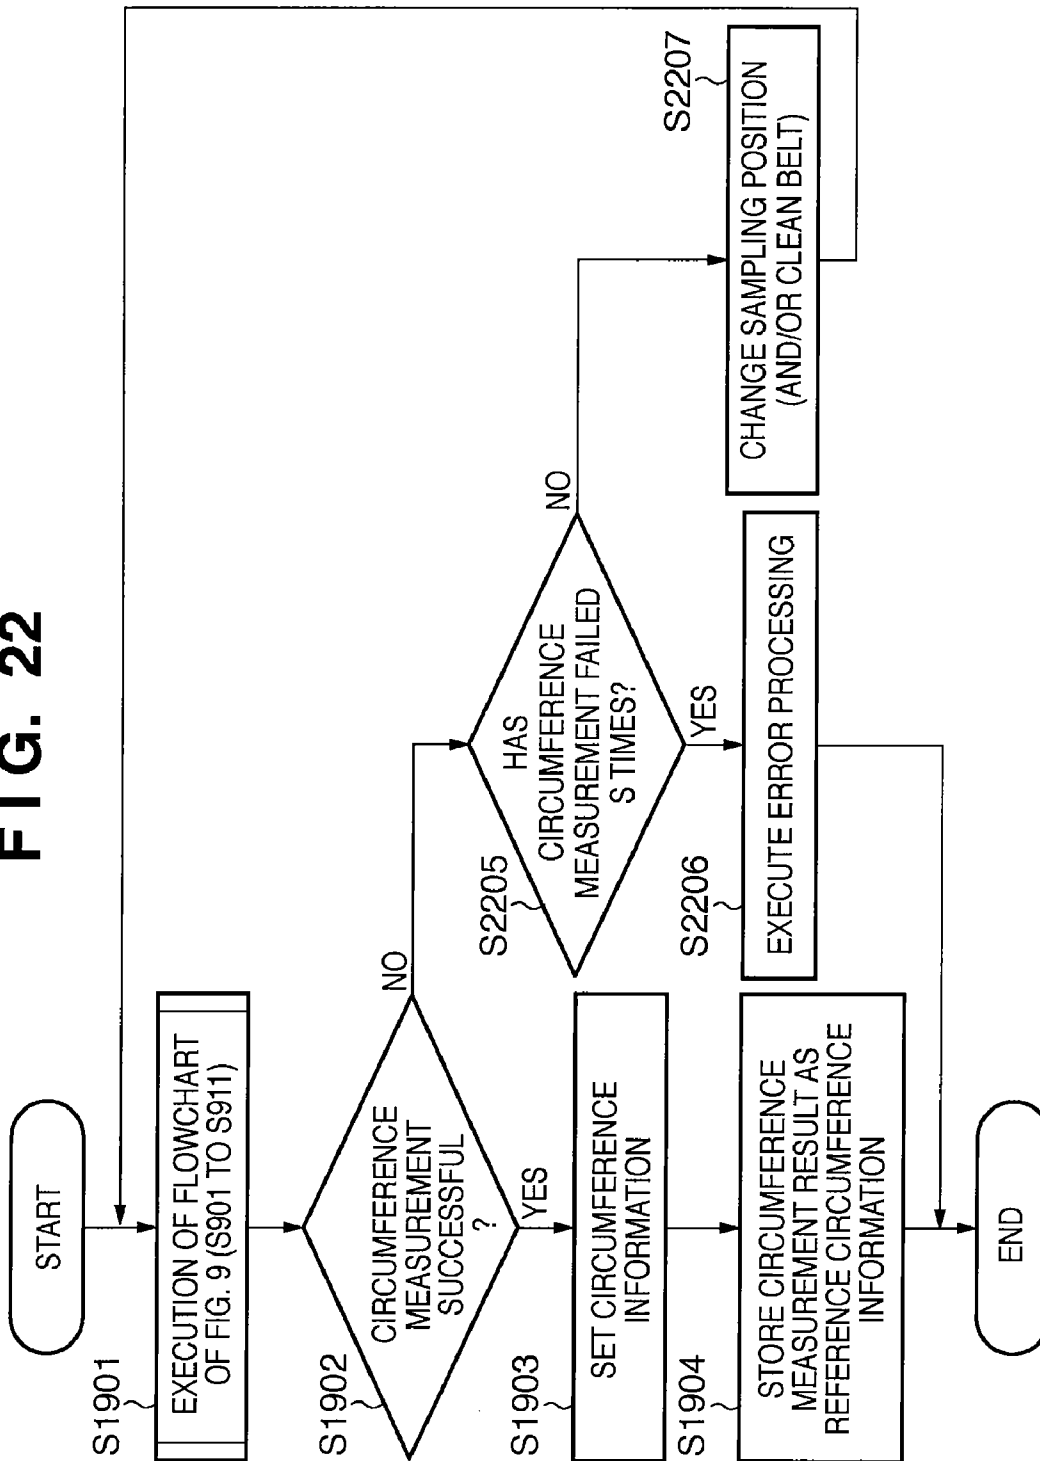 FIG. 22
START
S1901
EXECUTION OF FLOWCHART
OF FIG. 9 (S901 TO S911)
S1902
CIRCUMFERENCE
MEASUREMENT
SUCCESSFUL
?
NO
YES
S1903
SET CIRCUMFERENCE
INFORMATION
S1904
STORE CIRCUMFERENCE
MEASUREMENT RESULT AS
REFERENCE CIRCUMFERENCE
INFORMATION
END
S2205
HAS
CIRCUMFERENCE
MEASUREMENT FAILED
S TIMES?
NO
YES
S2206
EXECUTE ERROR PROCESSING
S2207
CHANGE SAMPLING POSITION
(AND/OR CLEAN BELT)